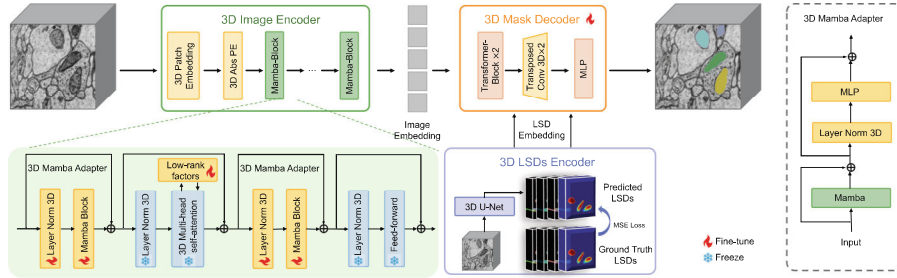 3D Image Encoder
3D Patch
Embedding
3D Abs PE
Mamba-Block
...
Mamba-Block
Image
Embedding
3D Mask Decoder
Transformer-
Block ×2
Transposed
Conv 3D×2
MLP
LSD
Embedding
3D LSDs Encoder
3D U-Net
Predicted
LSDs
MSE Loss
Ground Truth
LSDs
3D Mamba Adapter
Layer Norm 3D
Mamba Block
Layer Norm 3D
Low-rank
factors
3D Multi-head
self-attention
3D Mamba Adapter
Layer Norm 3D
Mamba Block
Layer Norm 3D
Feed-forward
3D Mamba Adapter
MLP
Layer Norm 3D
Mamba
Input
Fine-tune
Freeze